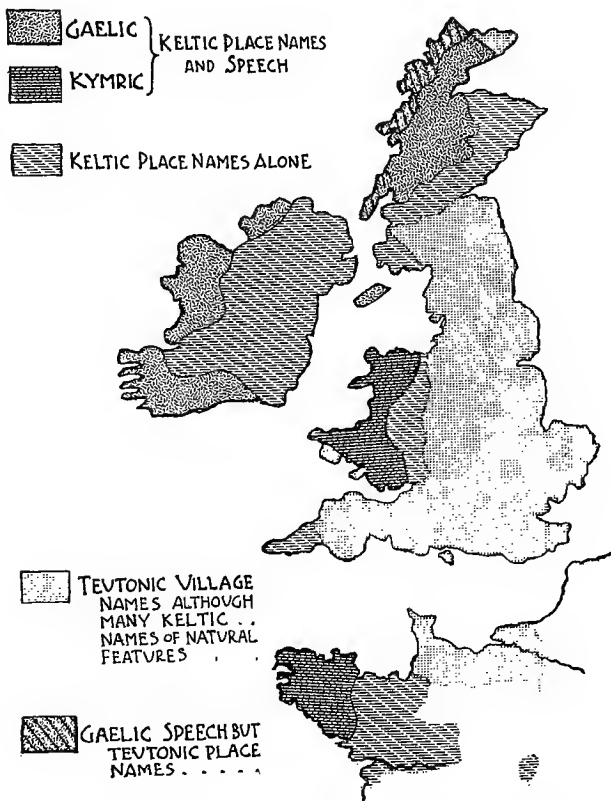 GAELIC
KYMRIC
KELTIC PLACE NAMES
AND SPEECH
KELTIC PLACE NAMES ALONE
TEUTONIC VILLAGE
NAMES ALTHOUGH
MANY KELTIC . .
NAMES OF NATURAL
FEATURES . . .
GAELIC SPEECH BUT
TEUTONIC PLACE
NAMES . . . . .